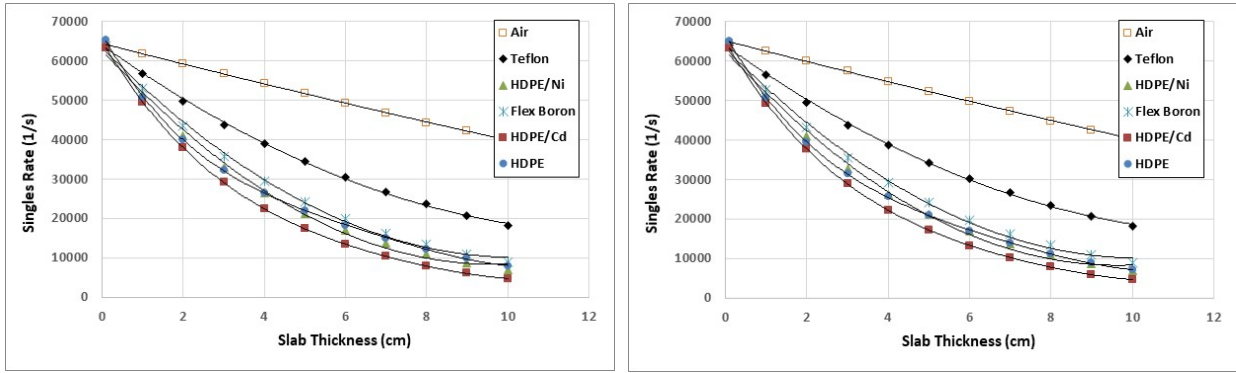 70000
60000
50000
40000
30000
20000
10000
0
Singles Rate (1/s)
0 2 4 6 8 10 12
Slab Thickness (cm)
Air
Teflon
HDPE/Ni
Flex Boron
HDPE/Cd
HDPE
70000
60000
50000
40000
30000
20000
10000
0
Singles Rate (1/s)
0 2 4 6 8 10 12
Slab Thickness (cm)
Air
Teflon
HDPE/Ni
Flex Boron
HDPE/Cd
HDPE